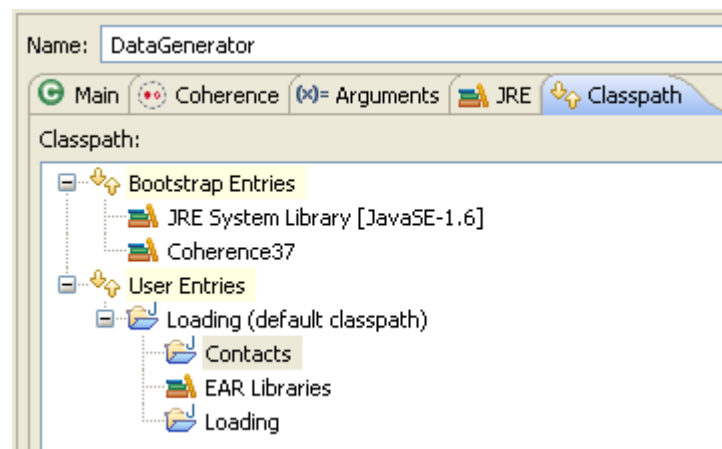 Name: DataGenerator
Main Coherence (x)= Arguments JRE Classpath
Classpath:
Bootstrap Entries
JRE System Library [JavaSE-1.6]
Coherence37
User Entries
Loading (default classpath)
Contacts
EAR Libraries
Loading